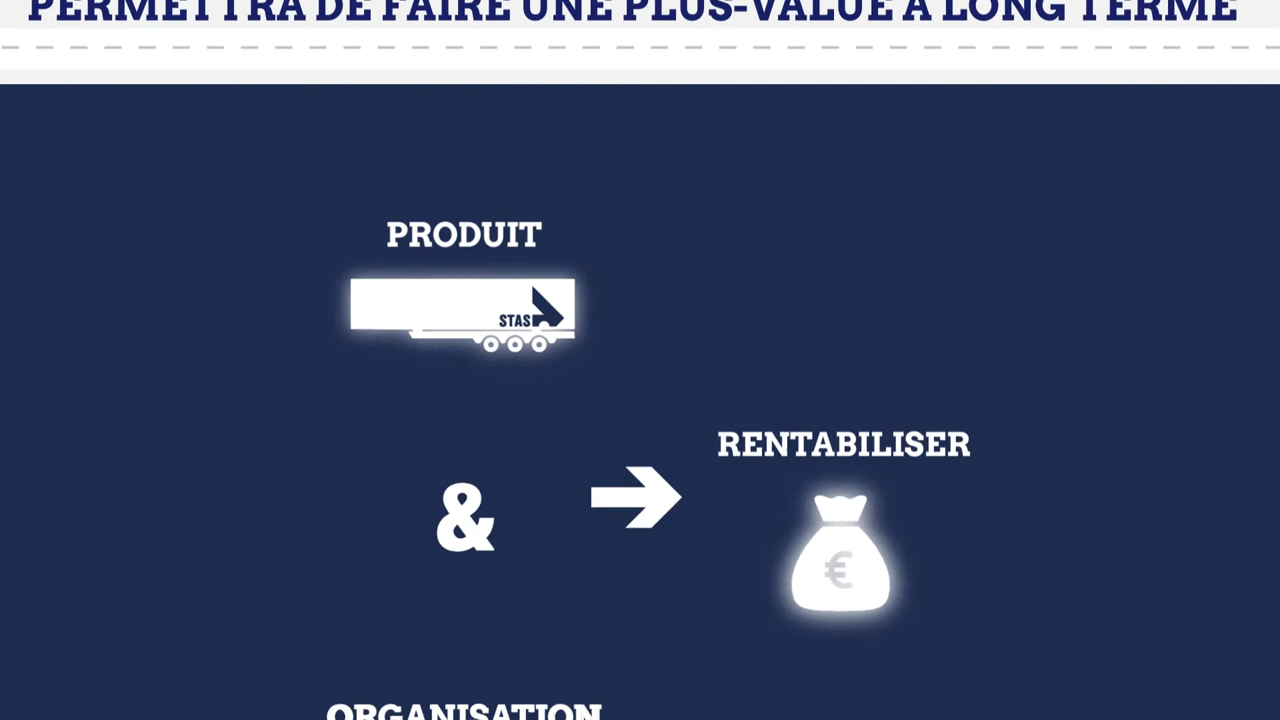 PERMETTRA DE FAIRE UNE PLUS-VALUE À LONG TERME
PRODUIT
STAS
RENTABILISER
&
€
ORGANISATION